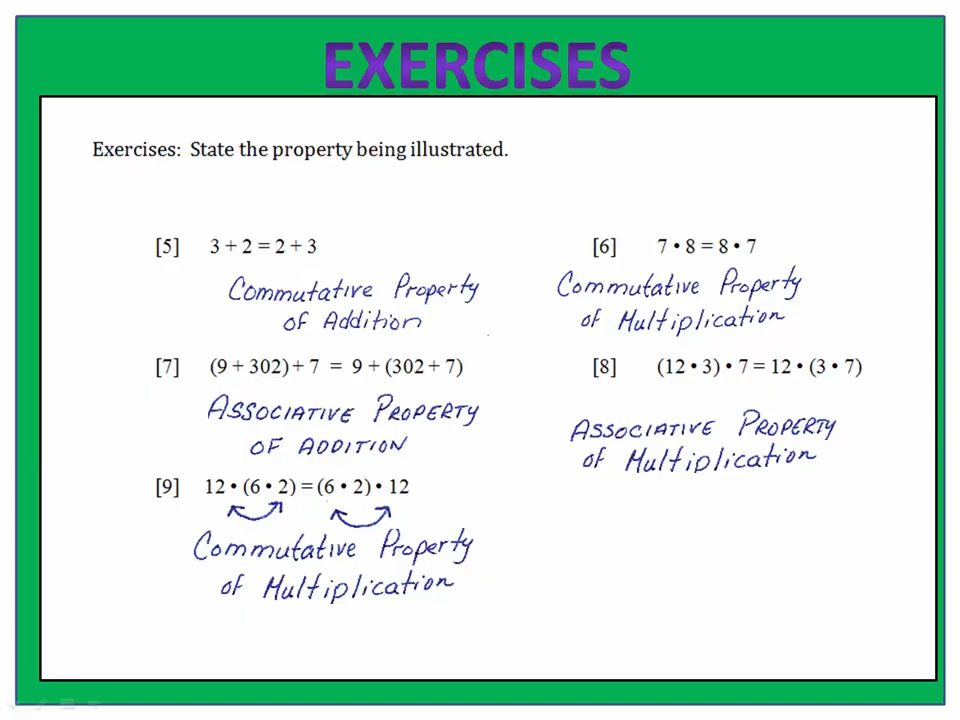 EXERCISES
Exercises: State the property being illustrated.
[5] 3 + 2 = 2 + 3
Commutative Property
of Addition
[6] 7 • 8 = 8 • 7
Commutative Property
of Multiplication
[7] (9 + 302) + 7 = 9 + (302 + 7)
ASSOCIATIVE PROPERTY
OF ADDITION
[8] (12 • 3) • 7 = 12 • (3 • 7)
ASSOCIATIVE PROPERTY
of Multiplication
[9] 12 • (6 • 2) = (6 • 2) • 12
Commutative Property
of Multiplication